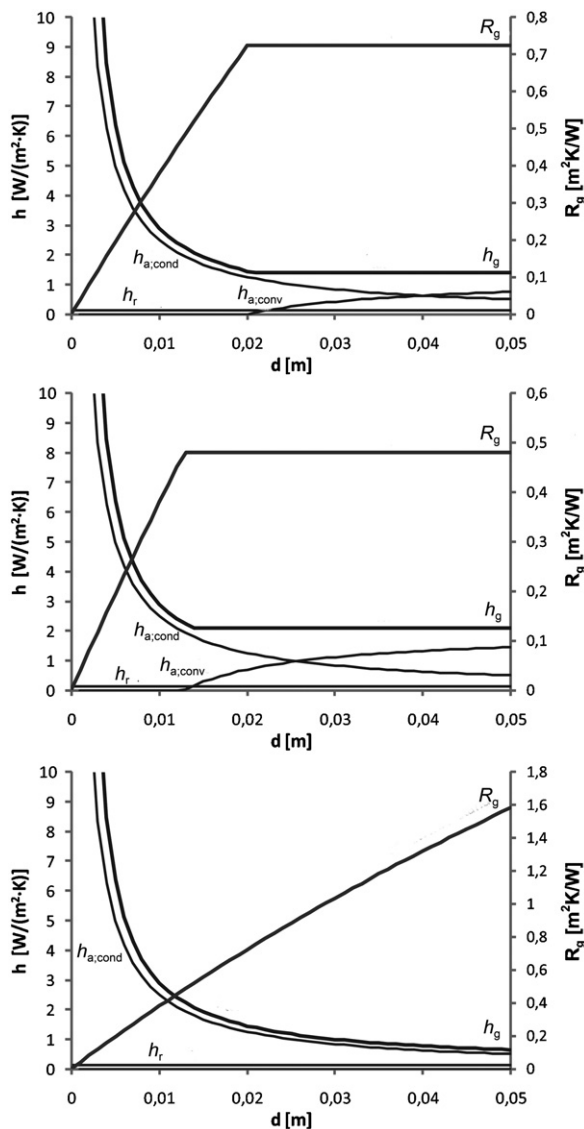 10 0,8
R_g
9 0,7
8 0,6
7
6 0,5
5 0,4
4 0,3
3
2 h_a;cond h_g 0,2
1 h_r h_a;conv 0,1
0 0
0 0,01 0,02 0,03 0,04 0,05
d [m]
h [W/(m²·K)]
R_g [m²K/W]
10 0,6
9
R_g
8 0,5
7 0,4
6
5 0,3
4
3 0,2
h_g
2 h_a;cond 0,1
1 h_r h_a;conv
0 0
0 0,01 0,02 0,03 0,04 0,05
d [m]
h [W/(m²·K)]
R_g [m²K/W]
10 1,8
R_g
9 1,6
8 1,4
7 1,2
6
5 1
4 h_a;cond 0,8
3 0,6
2 0,4
h_g
1 h_r 0,2
0 0
0 0,01 0,02 0,03 0,04 0,05
d [m]
h [W/(m²·K)]
R_g [m²K/W]